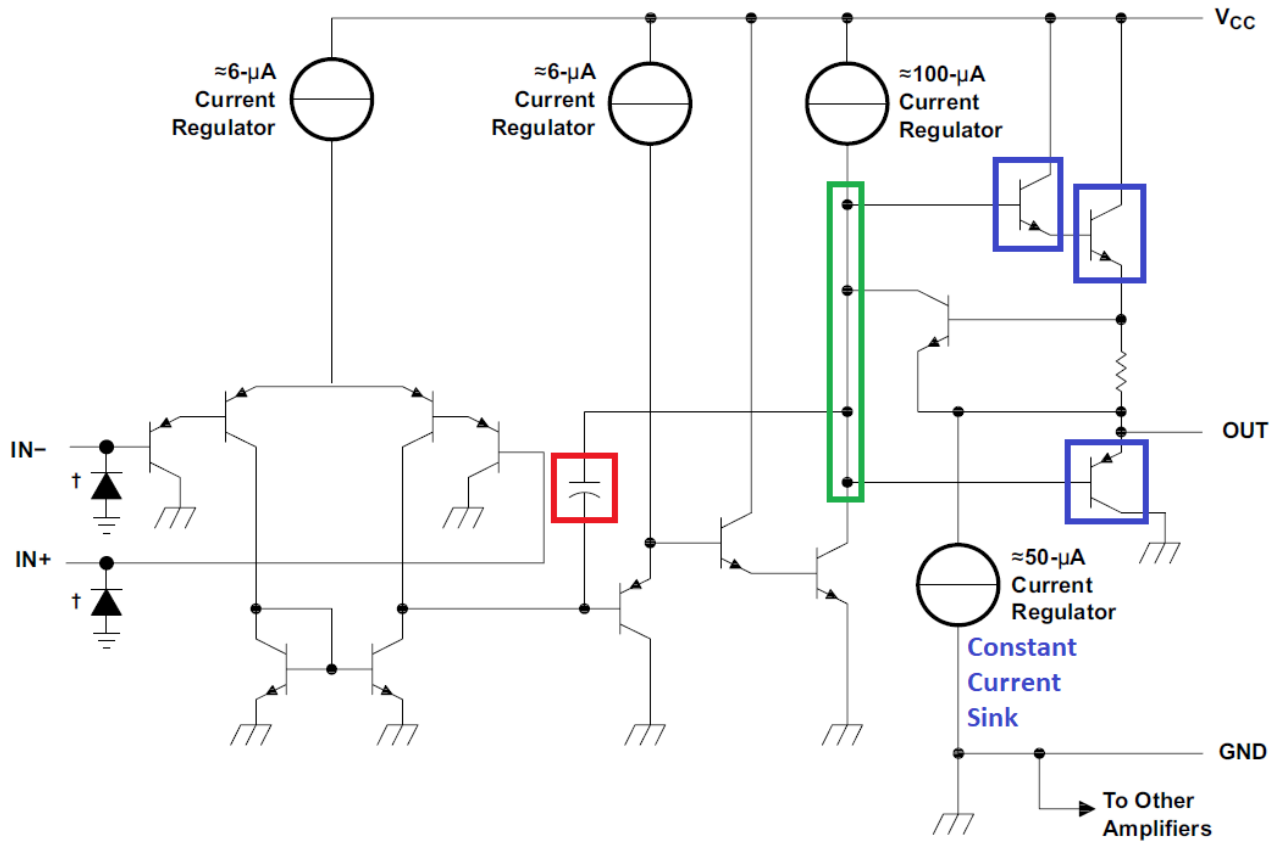 V_CC
≈6-µA
Current
Regulator
≈6-µA
Current
Regulator
≈100-µA
Current
Regulator
IN−
†
OUT
IN+
†
≈50-µA
Current
Regulator
Constant
Current
Sink
GND
To Other
Amplifiers